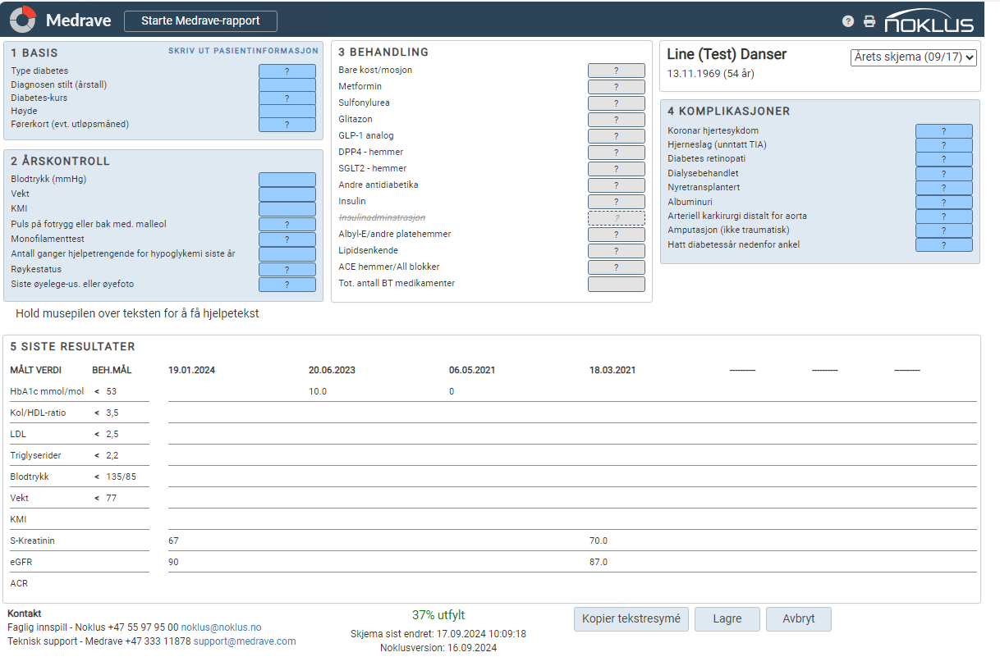 Medrave
Starte Medrave-rapport
?
NOKLUS
1 BASIS
SKRIV UT PASIENTINFORMASJON
Type diabetes ?
Diagnosen stilt (årstall)
Diabetes-kurs ?
Høyde
Førerkort (evt. utløpsmåned) ?
2 ÅRSKONTROLL
Blodtrykk (mmHg)
Vekt
KMI
Puls på fotrygg eller bak med. malleol ?
Monofilamenttest ?
Antall ganger hjelpetrengende for hypoglykemi siste år
Røykestatus ?
Siste øyelege-us. eller øyefoto ?
Hold musepilen over teksten for å få hjelpetekst
3 BEHANDLING
Bare kost/mosjon ?
Metformin ?
Sulfonylurea ?
Glitazon ?
GLP-1 analog ?
DPP4 - hemmer ?
SGLT2 - hemmer ?
Andre antidiabetika ?
Insulin ?
Insulinadminstrasjon ?
Albyl-E/andre platehemmer ?
Lipidsenkende ?
ACE hemmer/All blokker ?
Tot. antall BT medikamenter
Line (Test) Danser
Årets skjema (09/17)
13.11.1969 (54 år)
4 KOMPLIKASJONER
Koronar hjertesykdom ?
Hjerneslag (unntatt TIA) ?
Diabetes retinopati ?
Dialysebehandlet ?
Nyretransplantert ?
Albuminuri ?
Arteriell karkirurgi distalt for aorta ?
Amputasjon (ikke traumatisk) ?
Hatt diabetessår nedenfor ankel ?
5 SISTE RESULTATER
MÅLT VERDI BEH.MÅL 19.01.2024 20.06.2023 06.05.2021 18.03.2021 ---------- ---------- ----------
HbA1c mmol/mol < 53 10.0 0
Kol/HDL-ratio < 3,5
LDL < 2,5
Triglyserider < 2,2
Blodtrykk < 135/85
Vekt < 77
KMI
S-Kreatinin 67 70.0
eGFR 90 87.0
ACR
Kontakt
Faglig innspill - Noklus +47 55 97 95 00 noklus@noklus.no
Teknisk support - Medrave +47 333 11878 support@medrave.com
37% utfylt
Skjema sist endret: 17.09.2024 10:09:18
Noklusversion: 16.09.2024
Kopier tekstresymé
Lagre
Avbryt